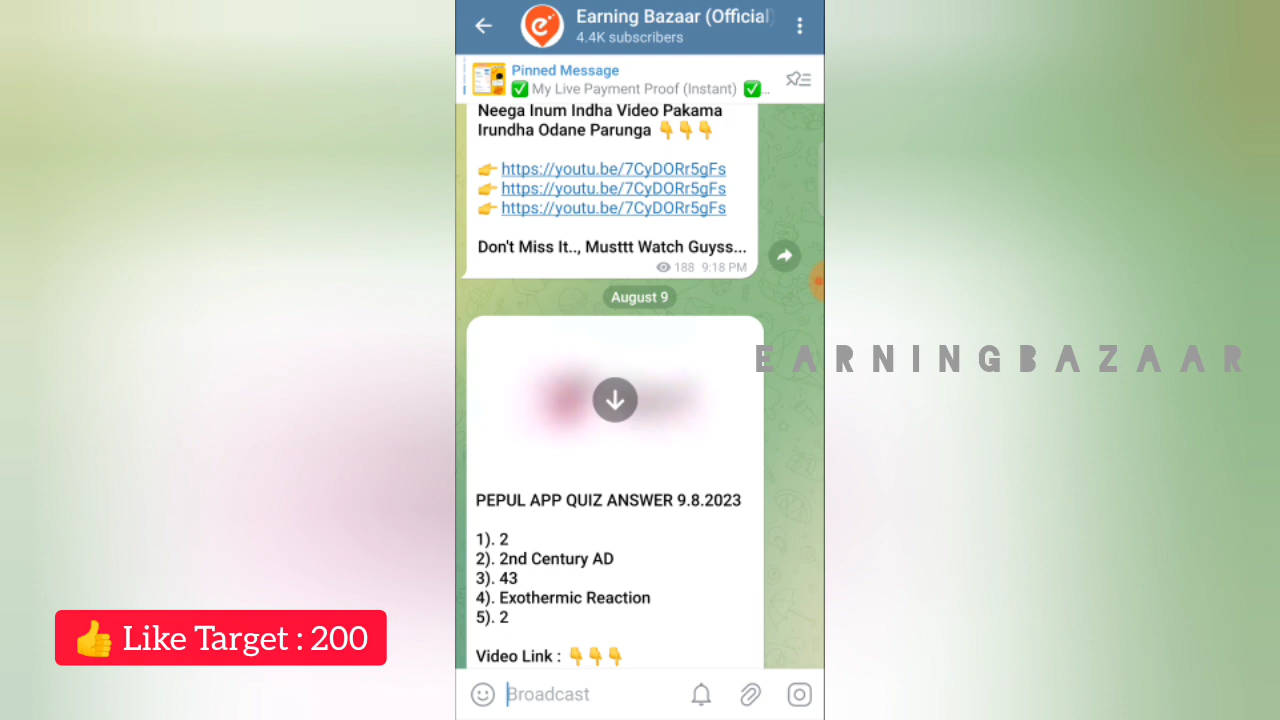 Earning Bazaar (Official)
4.4K subscribers
Pinned Message
✅ My Live Payment Proof (Instant) ✅...
Neega Inum Indha Video Pakama
Irundha Odane Parunga 👇👇👇
👉 https://youtu.be/7CyDORr5gFs
👉 https://youtu.be/7CyDORr5gFs
👉 https://youtu.be/7CyDORr5gFs
Don't Miss It.., Musttt Watch Guyss...
188 9:18 PM
August 9
EARNINGBAZAAR
PEPUL APP QUIZ ANSWER 9.8.2023
1). 2
2). 2nd Century AD
3). 43
4). Exothermic Reaction
5). 2
👍 Like Target : 200
Video Link : 👇👇👇
Broadcast